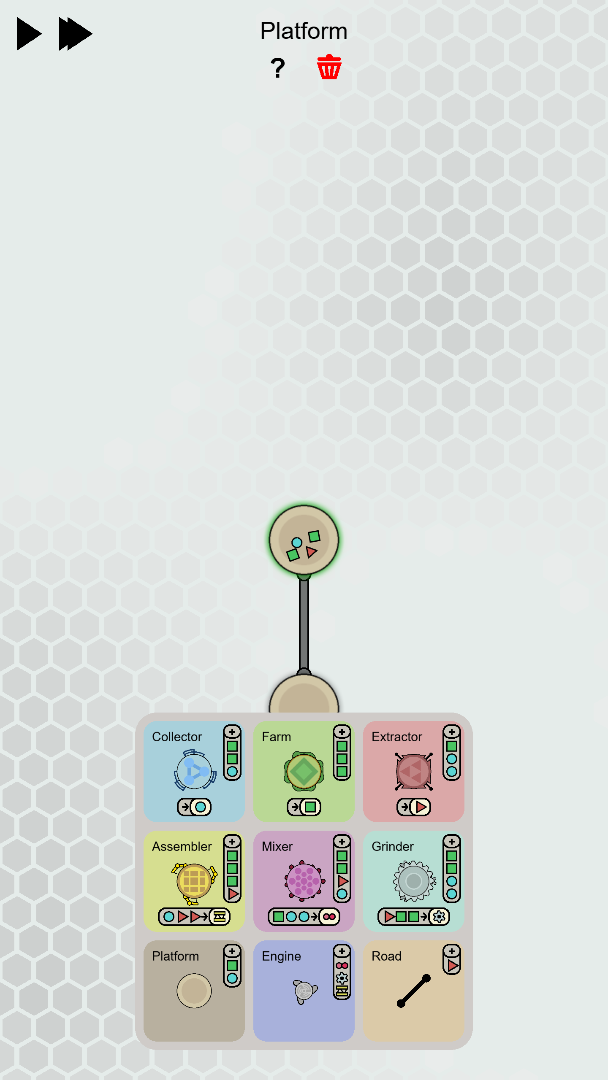 Platform
?
Collector
Farm
Extractor
Assembler
Mixer
Grinder
Platform
Engine
Road